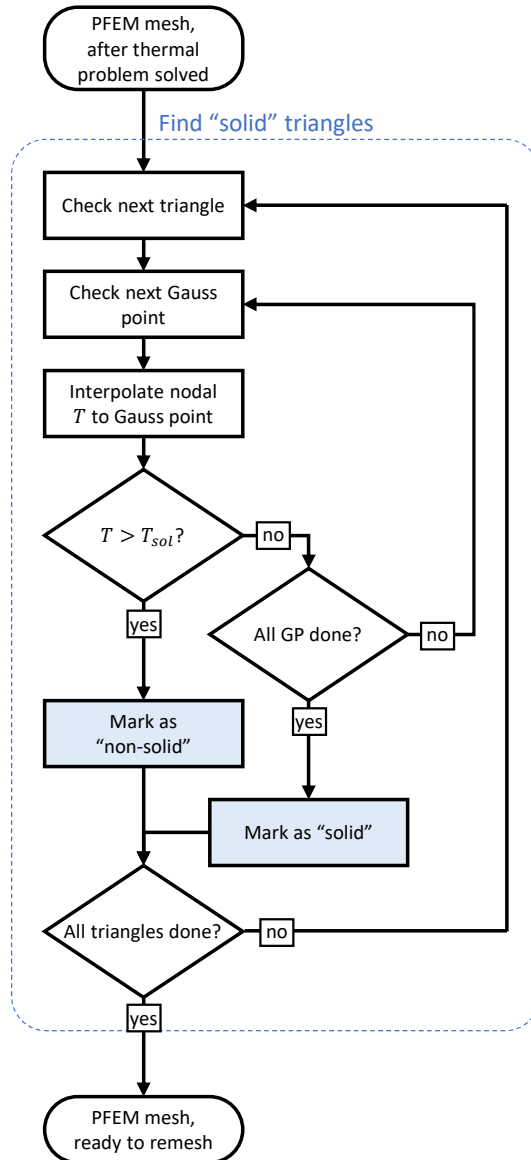 PFEM mesh,
after thermal
problem solved
Find “solid” triangles
Check next triangle
Check next Gauss
point
Interpolate nodal
T to Gauss point
T > T_sol?
no
yes
All GP done?
no
yes
Mark as
“non-solid”
Mark as “solid”
All triangles done?
no
yes
PFEM mesh,
ready to remesh